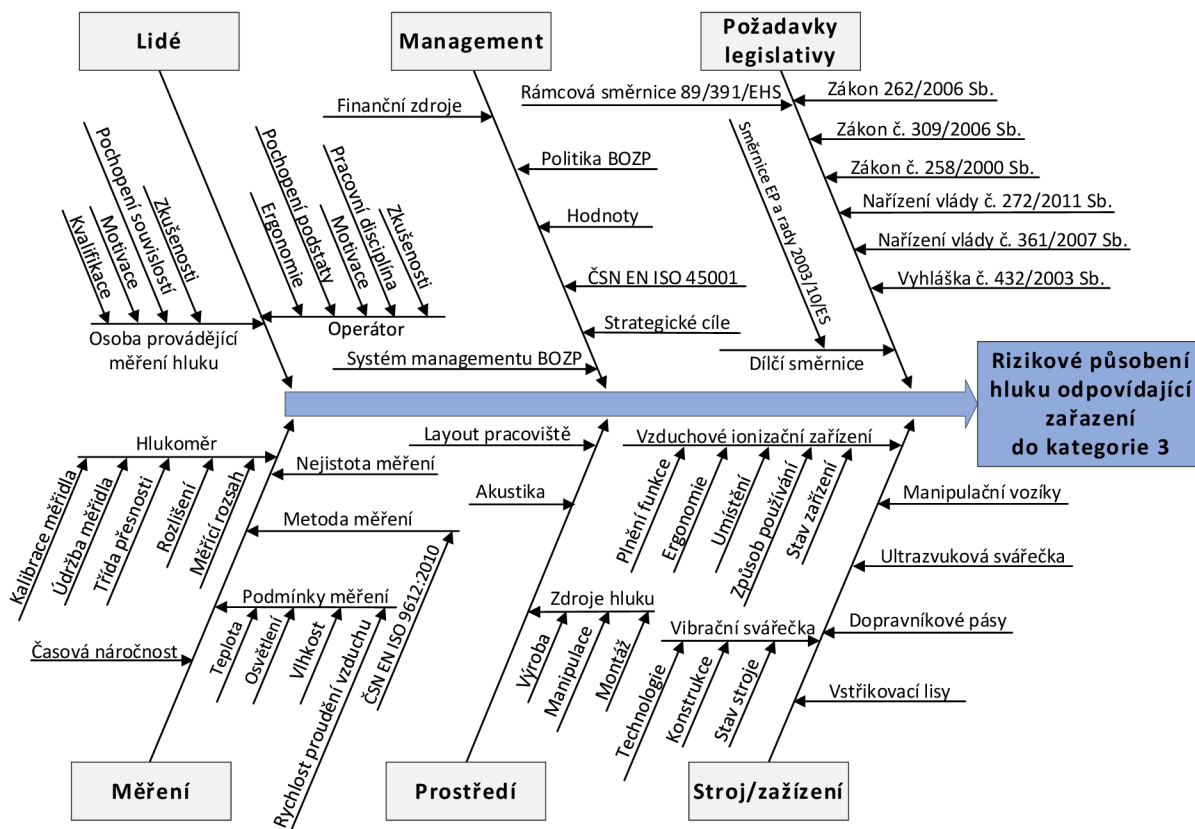 Lidé
Management
Požadavky
legislativy
Finanční zdroje
Politika BOZP
Hodnoty
ČSN EN ISO 45001
Strategické cíle
Systém managementu BOZP
Rámcová směrnice 89/391/EHS
Směrnice EP a rady 2003/10/ES
Dílčí směrnice
Zákon 262/2006 Sb.
Zákon č. 309/2006 Sb.
Zákon č. 258/2000 Sb.
Nařízení vlády č. 272/2011 Sb.
Nařízení vlády č. 361/2007 Sb.
Vyhláška č. 432/2003 Sb.
Kvalifikace
Motivace
Pochopení souvislostí
Zkušenosti
Osoba provádějící
měření hluku
Ergonomie
Pochopení podstaty
Motivace
Pracovní disciplína
Zkušenosti
Operátor
Rizikové působení
hluku odpovídající
zařazení
do kategorie 3
Hlukoměr
Kalibrace měřidla
Údržba měřidla
Třída přesnosti
Rozlišení
Měřící rozsah
Nejistota měření
Metoda měření
ČSN EN ISO 9612:2010
Podmínky měření
Teplota
Osvětlení
Vlhkost
Rychlost proudění vzduchu
Časová náročnost
Layout pracoviště
Akustika
Zdroje hluku
Výroba
Manipulace
Montáž
Vzduchové ionizační zařízení
Plnění funkce
Ergonomie
Umístění
Způsob používání
Stav zařízení
Manipulační vozíky
Ultrazvuková svářečka
Dopravníkové pásy
Vibrační svářečka
Technologie
Konstrukce
Stav stroje
Vstřikovací lisy
Měření
Prostředí
Stroj/zažízení